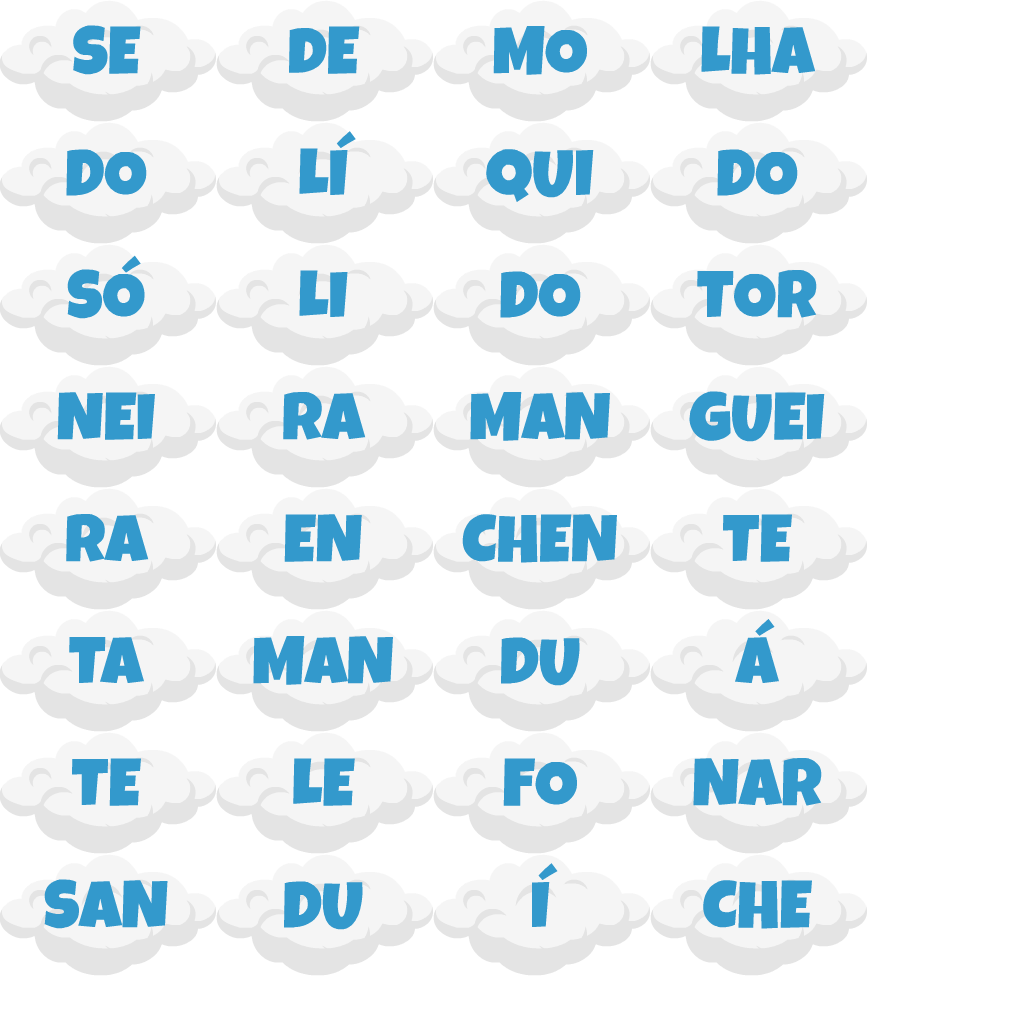 SE DE MO LHA
DO LÍ QUI DO
SÓ LI DO TOR
NEI RA MAN GUEI
RA EN CHEN TE
TA MAN DU Á
TE LE FO NAR
SAN DU Í CHE